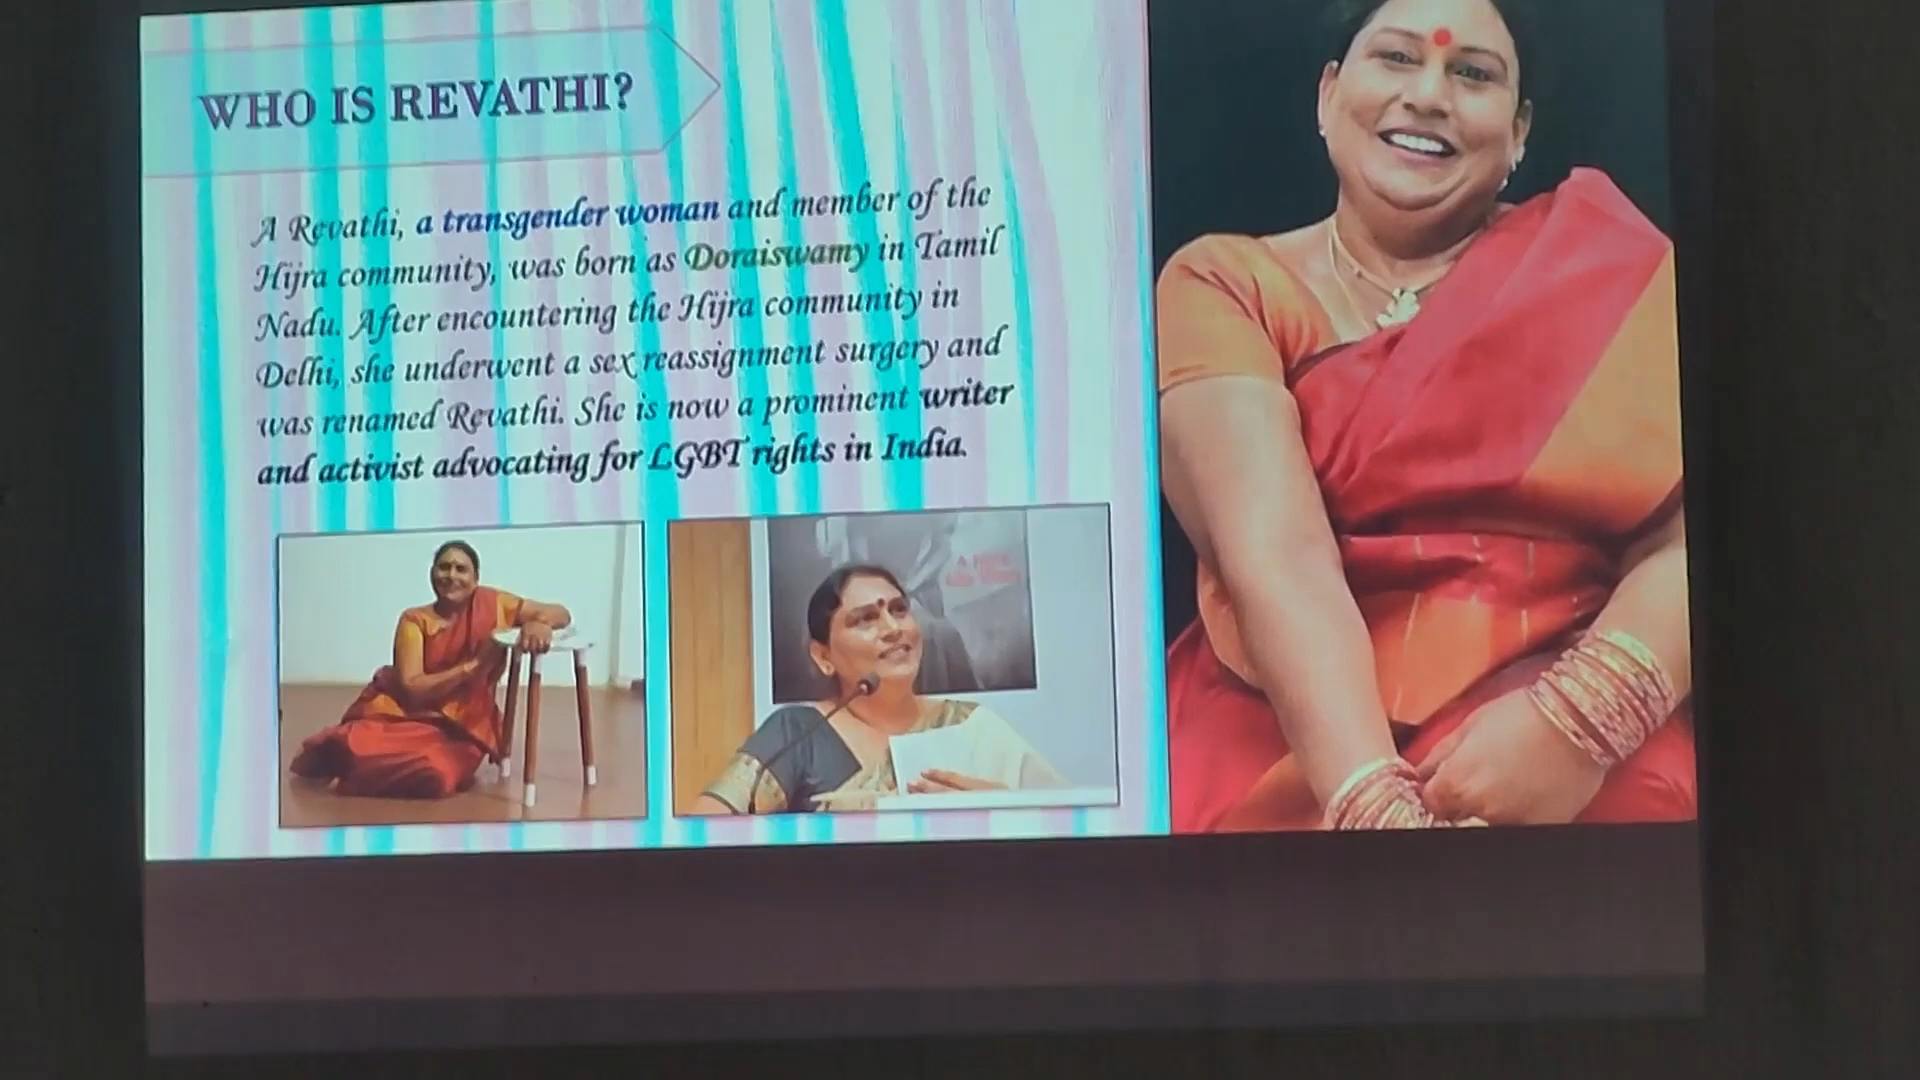 WHO IS REVATHI?
A Revathi, a transgender woman and member of the
Hijra community, was born as Doraiswamy in Tamil
Nadu. After encountering the Hijra community in
Delhi, she underwent a sex reassignment surgery and
was renamed Revathi. She is now a prominent writer
and activist advocating for LGBT rights in India.